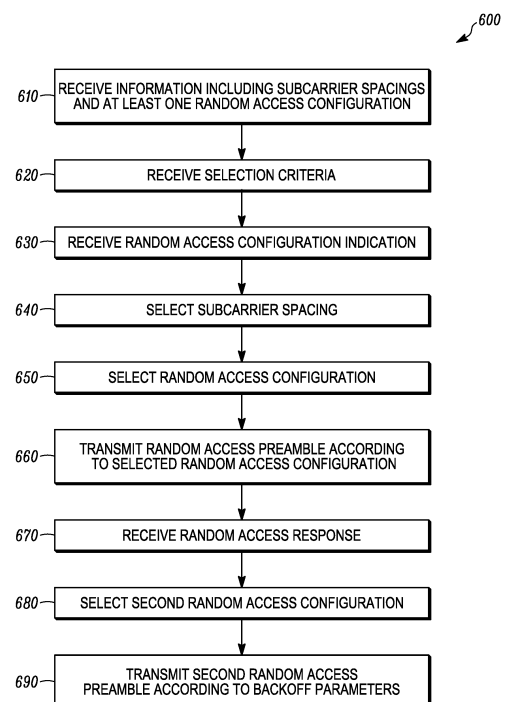 600
610
RECEIVE INFORMATION INCLUDING SUBCARRIER SPACINGS
AND AT LEAST ONE RANDOM ACCESS CONFIGURATION
620
RECEIVE SELECTION CRITERIA
630
RECEIVE RANDOM ACCESS CONFIGURATION INDICATION
640
SELECT SUBCARRIER SPACING
650
SELECT RANDOM ACCESS CONFIGURATION
660
TRANSMIT RANDOM ACCESS PREAMBLE ACCORDING
TO SELECTED RANDOM ACCESS CONFIGURATION
670
RECEIVE RANDOM ACCESS RESPONSE
680
SELECT SECOND RANDOM ACCESS CONFIGURATION
690
TRANSMIT SECOND RANDOM ACCESS
PREAMBLE ACCORDING TO BACKOFF PARAMETERS